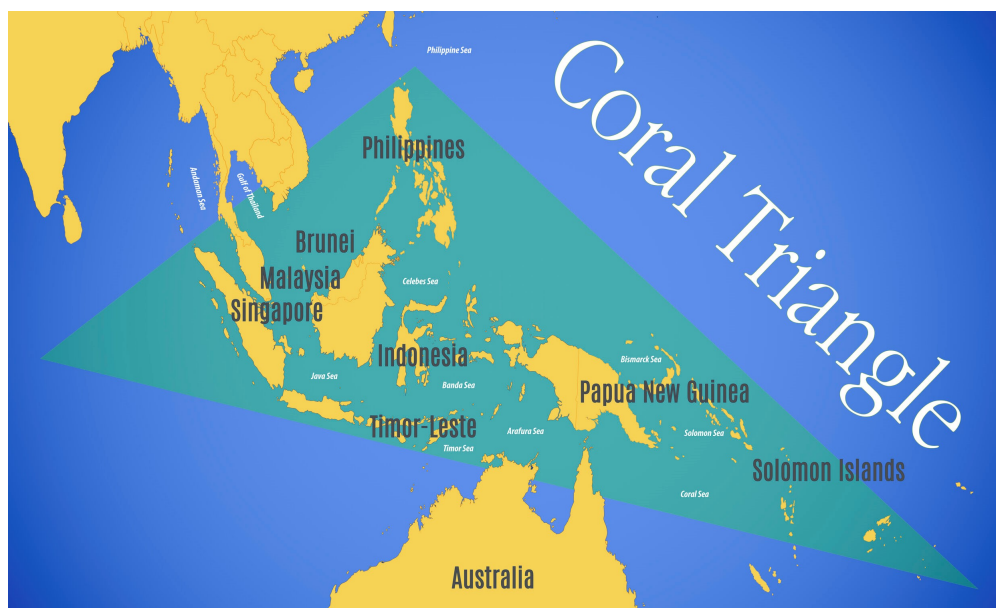 Philippine Sea
Coral Triangle
Philippines
Andaman Sea
Gulf of Thailand
Brunei
Malaysia
Celebes Sea
Singapore
Indonesia
Bismarck Sea
Java Sea
Banda Sea
Papua New Guinea
Timor-Leste
Arafura Sea
Solomon Sea
Timor Sea
Solomon Islands
Coral Sea
Australia